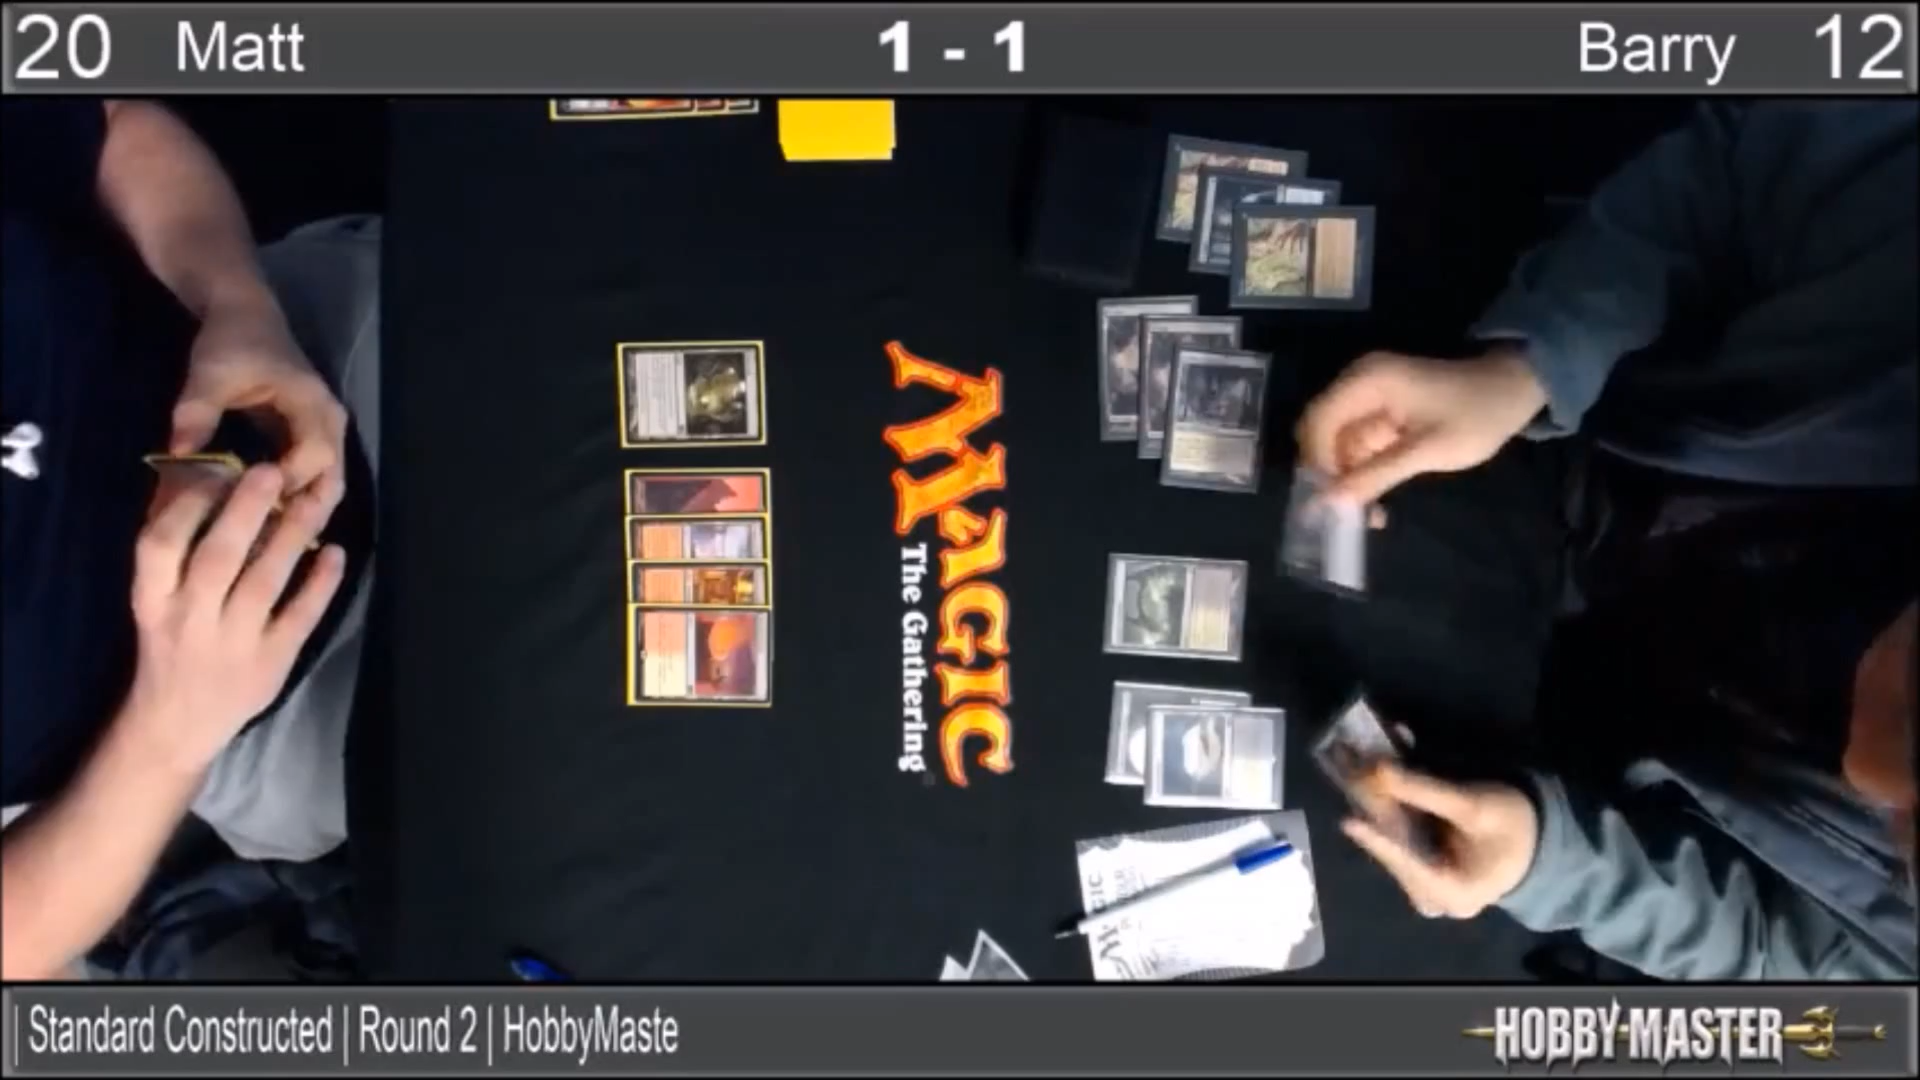 20 Matt 1 - 1 Barry 12
MAGIC
The Gathering
| Standard Constructed | Round 2 | HobbyMaste
HOBBY MASTER